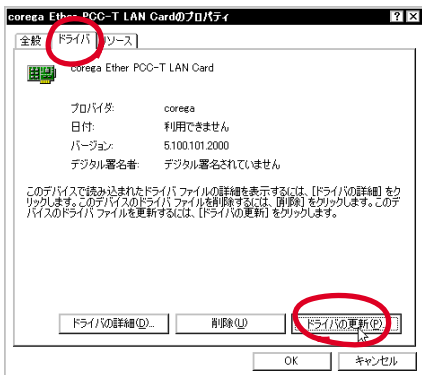 corega Ether PCC-T LAN Cardのプロパティ
全般 ドライバ リソース
corega Ether PCC-T LAN Card
プロバイダ: corega
日付: 利用できません
バージョン: 5.100.101.2000
デジタル署名者: デジタル署名されていません
このデバイスで読み込まれたドライバ ファイルの詳細を表示するには、[ドライバの詳細] をク
リックします。このデバイスのドライバ ファイルを削除するには、[削除] をクリックします。このデ
バイスのドライバ ファイルを更新するには、[ドライバの更新] をクリックします。
ドライバの詳細(D)... 削除(U) ドライバの更新(P)...
OK キャンセル